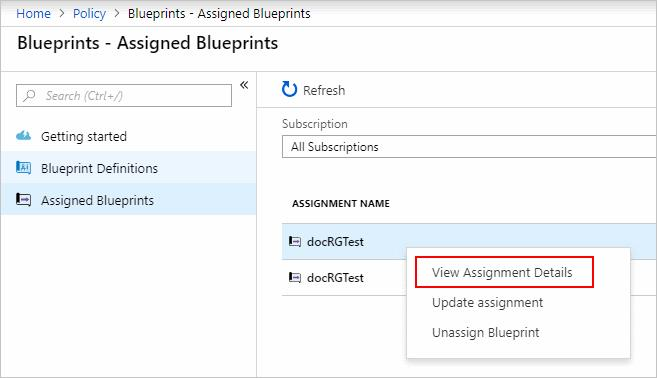 Home > Policy > Blueprints - Assigned Blueprints
Blueprints - Assigned Blueprints
Search (Ctrl+/)
«
Getting started
Blueprint Definitions
Assigned Blueprints
Refresh
Subscription
All Subscriptions
ASSIGNMENT NAME
docRGTest
docRGTest
View Assignment Details
Update assignment
Unassign Blueprint